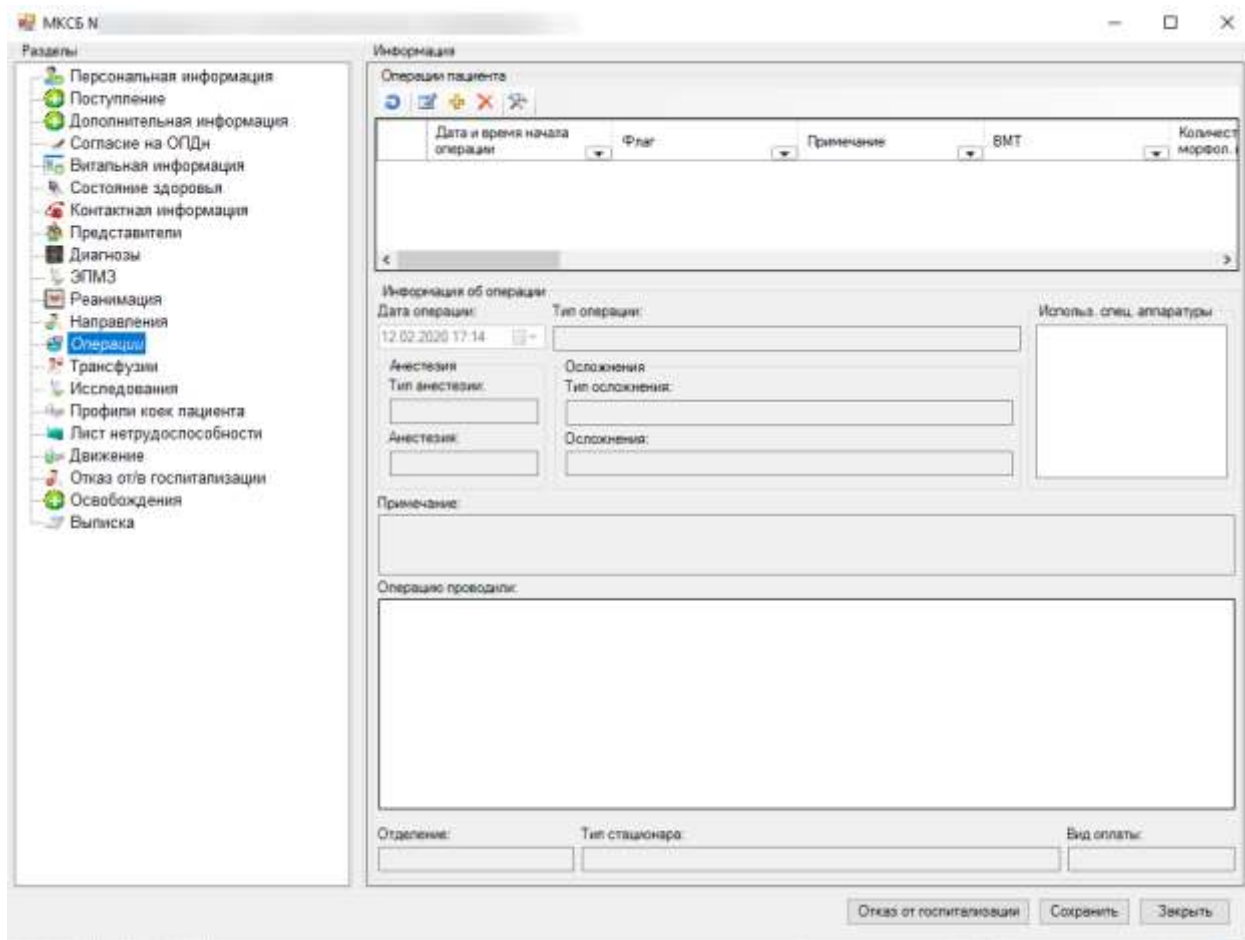 МКСБ N
Разделы
Персональная информация
Поступление
Дополнительная информация
Согласие на ОПДн
Витальная информация
Состояние здоровья
Контактная информация
Представители
Диагнозы
ЭПМЗ
Реанимация
Направления
Операции
Трансфузии
Исследования
Профили коек пациента
Лист нетрудоспособности
Движение
Отказ от/в госпитализации
Освобождения
Выписка
Информация
Операции пациента
Дата и время начала
операции
Флаг
Примечание
ВМТ
Количест
морфол.
Информация об операции
Дата операции:
Тип операции:
Использ. спец. аппаратуры
12.02.2020 17:14
Анестезия
Осложнения
Тип анестезии:
Тип осложнения:
Анестезия:
Осложнения:
Примечание:
Операцию проводили:
Отделение:
Тип стационара:
Вид оплаты:
Отказ от госпитализации
Сохранить
Закрыть